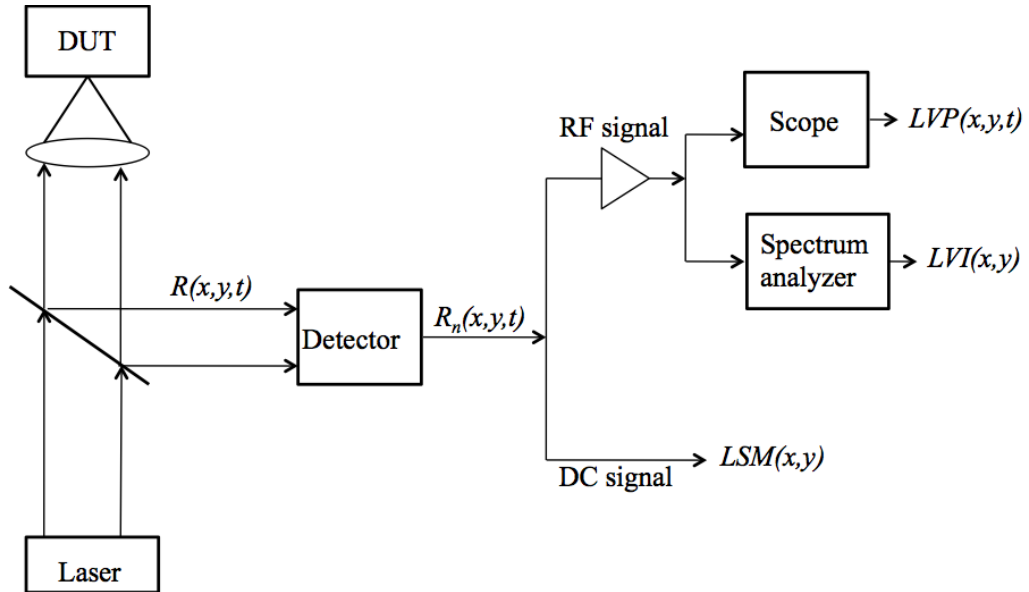 DUT
RF signal
Scope
LVP(x,y,t)
Spectrum
analyzer
LVI(x,y)
R(x,y,t)
Detector
Rn(x,y,t)
LSM(x,y)
DC signal
Laser